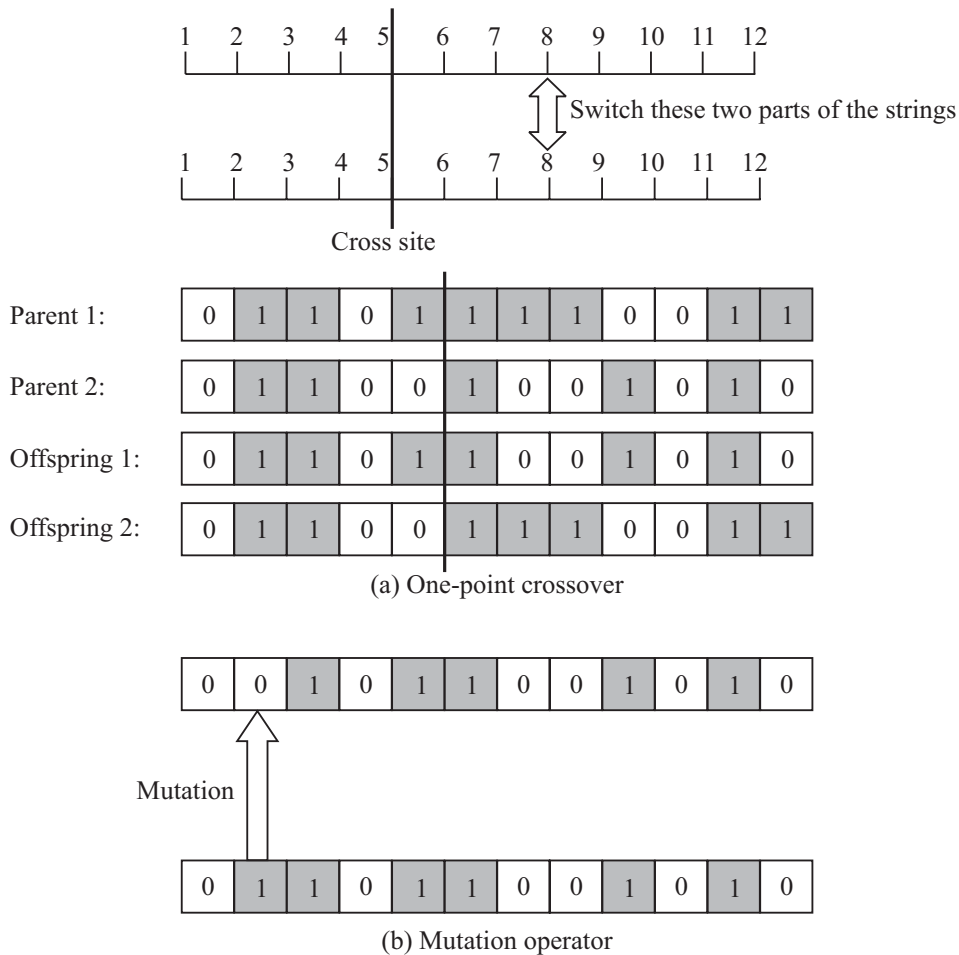 1 2 3 4 5 6 7 8 9 10 11 12
Switch these two parts of the strings
1 2 3 4 5 6 7 8 9 10 11 12
Cross site
Parent 1: 0 1 1 0 1 1 1 1 0 0 1 1
Parent 2: 0 1 1 0 0 1 0 0 1 0 1 0
Offspring 1: 0 1 1 0 1 1 0 0 1 0 1 0
Offspring 2: 0 1 1 0 0 1 1 1 0 0 1 1
(a) One-point crossover
0 0 1 0 1 1 0 0 1 0 1 0
Mutation
0 1 1 0 1 1 0 0 1 0 1 0
(b) Mutation operator